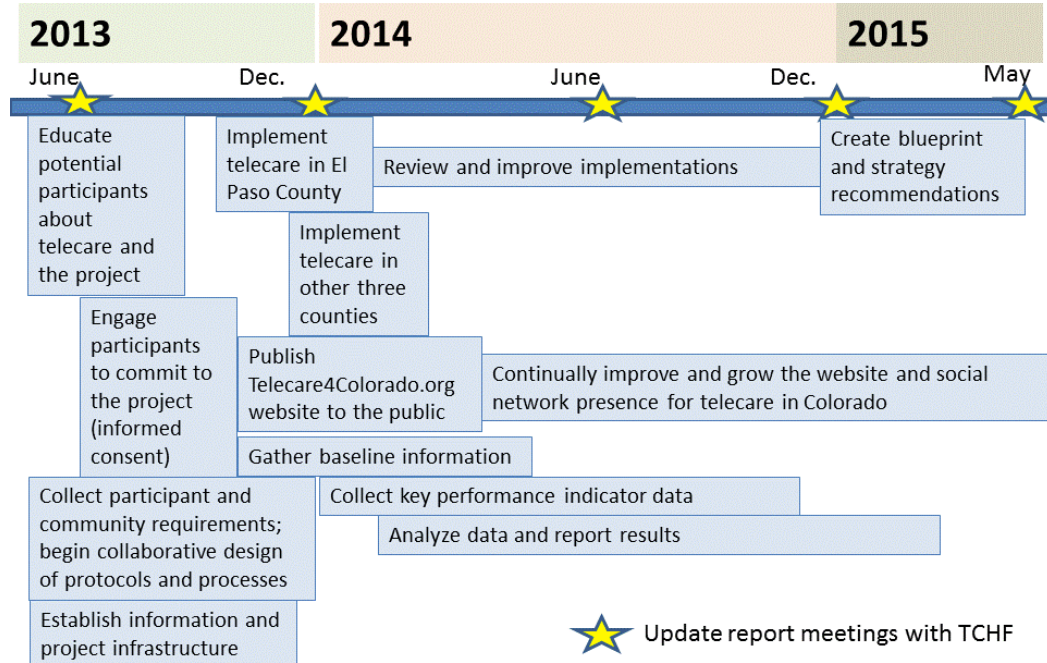 2013
2014
2015
June
Dec.
June
Dec.
May
Educate
potential
participants
about
telecare and
the project
Implement
telecare in El
Paso County
Review and improve implementations
Create blueprint
and strategy
recommendations
Implement
telecare in
other three
counties
Engage
participants
to commit to
the project
(informed
consent)
Publish
Telecare4Colorado.org
website to the public
Continually improve and grow the website and social
network presence for telecare in Colorado
Gather baseline information
Collect participant and
community requirements;
begin collaborative design
of protocols and processes
Collect key performance indicator data
Analyze data and report results
Establish information and
project infrastructure
Update report meetings with TCHF